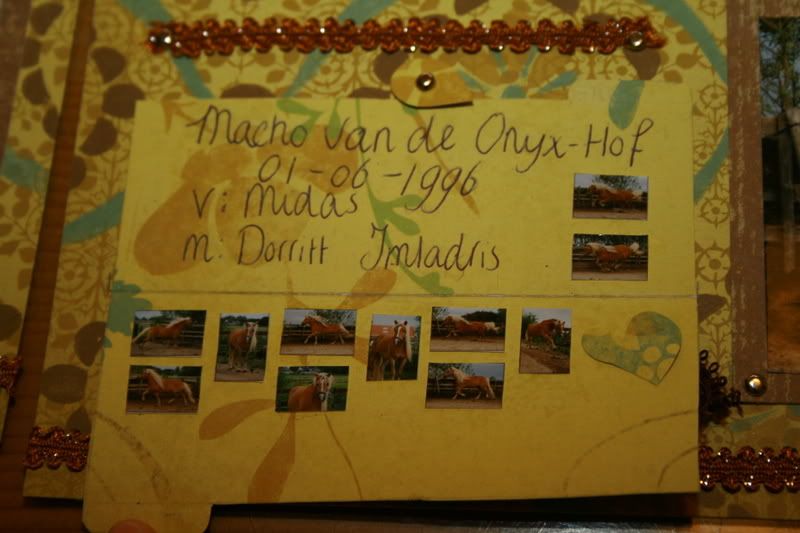 Macho van de Onyx-Hof
01-06-1996
V: Midas
m: Dorritt Imladris